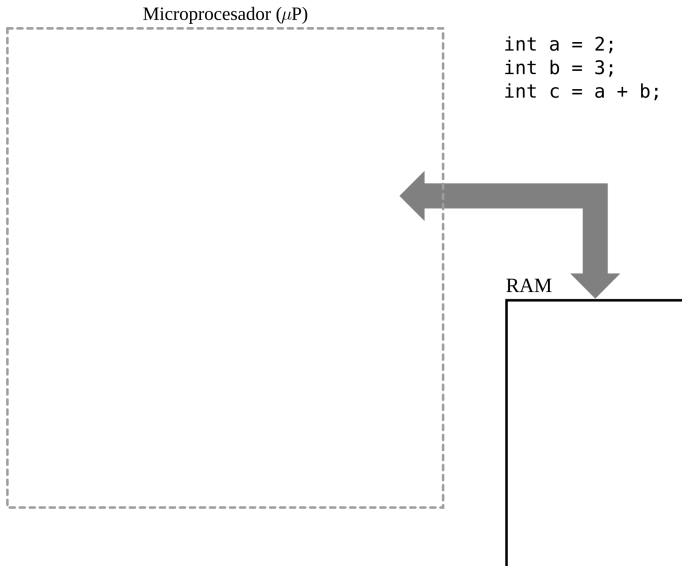 Microprocesador (μP)
int a = 2;
int b = 3;
int c = a + b;
RAM